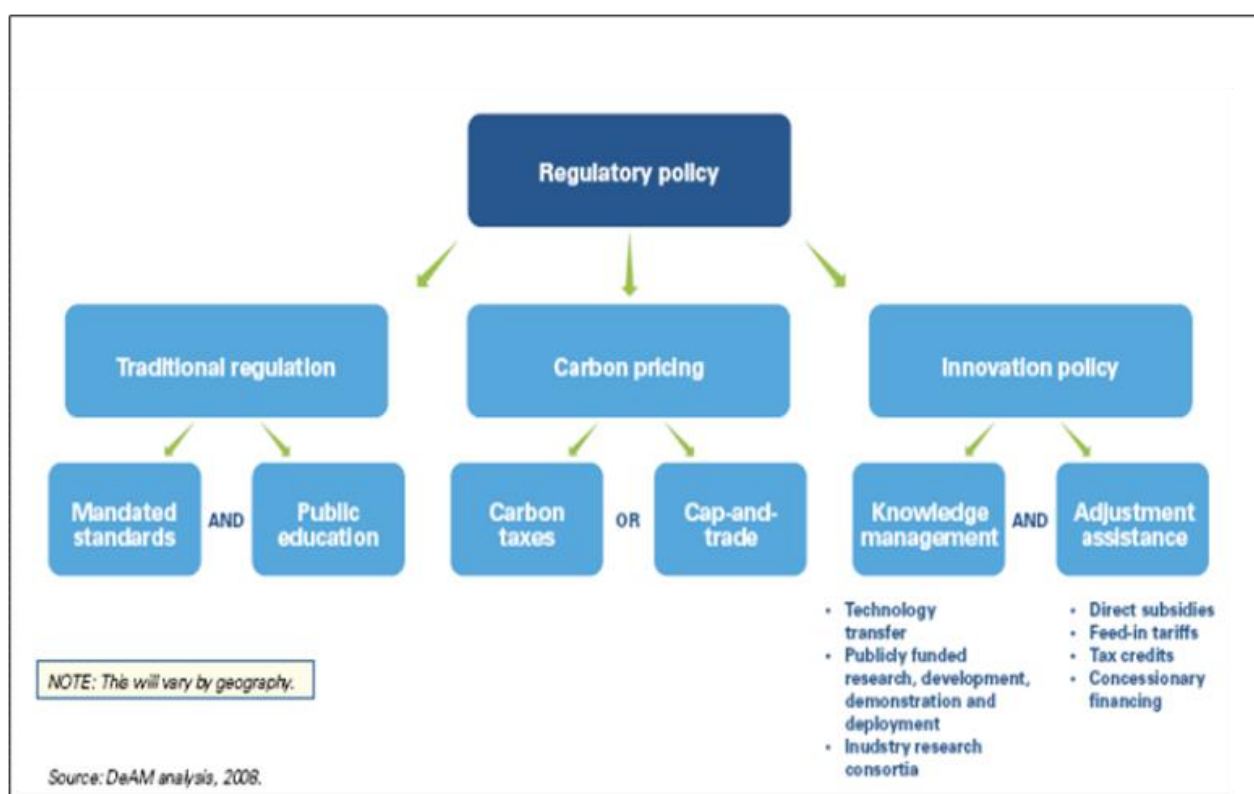 Regulatory policy
Traditional regulation
Carbon pricing
Innovation policy
Mandated
standards
AND
Public
education
Carbon
taxes
OR
Cap-and-
trade
Knowledge
management
AND
Adjustment
assistance
• Technology
transfer
• Publicly funded
research, development,
demonstration and
deployment
• Inudstry research
consortia
• Direct subsidies
• Feed-in tariffs
• Tax credits
• Concessionary
financing
NOTE: This will vary by geography.
Source: DeAM analysis, 2008.